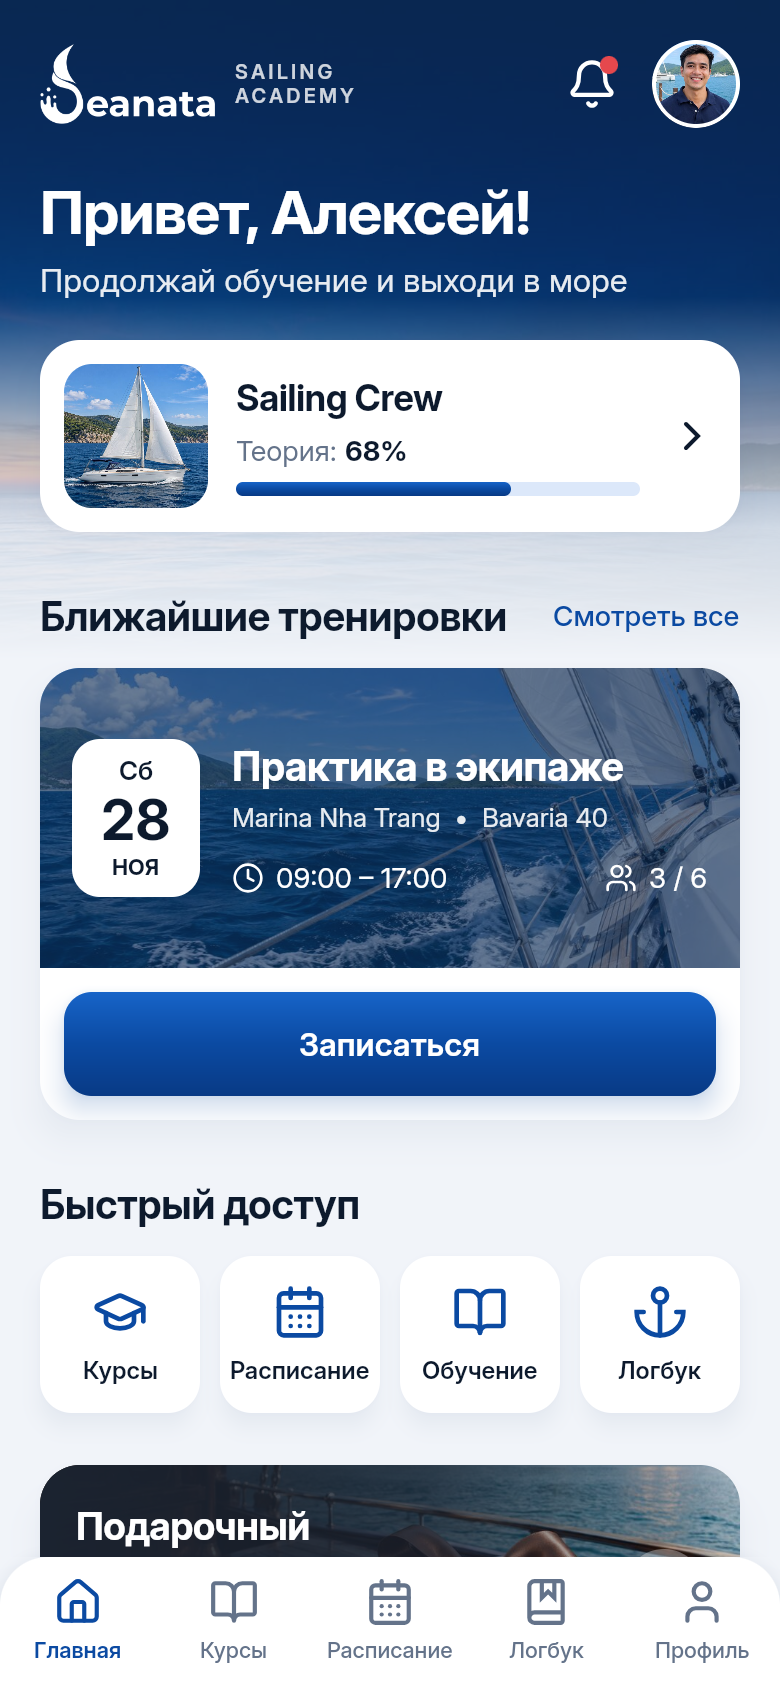 Seanata
SAILING
ACADEMY
Привет, Алексей!
Продолжай обучение и выходи в море
Sailing Crew
Теория: 68%
Ближайшие тренировки
Смотреть все
Сб
28
НОЯ
Практика в экипаже
Marina Nha Trang • Bavaria 40
09:00 – 17:00
3 / 6
Записаться
Быстрый доступ
Курсы
Расписание
Обучение
Логбук
Подарочный
Главная
Курсы
Расписание
Логбук
Профиль